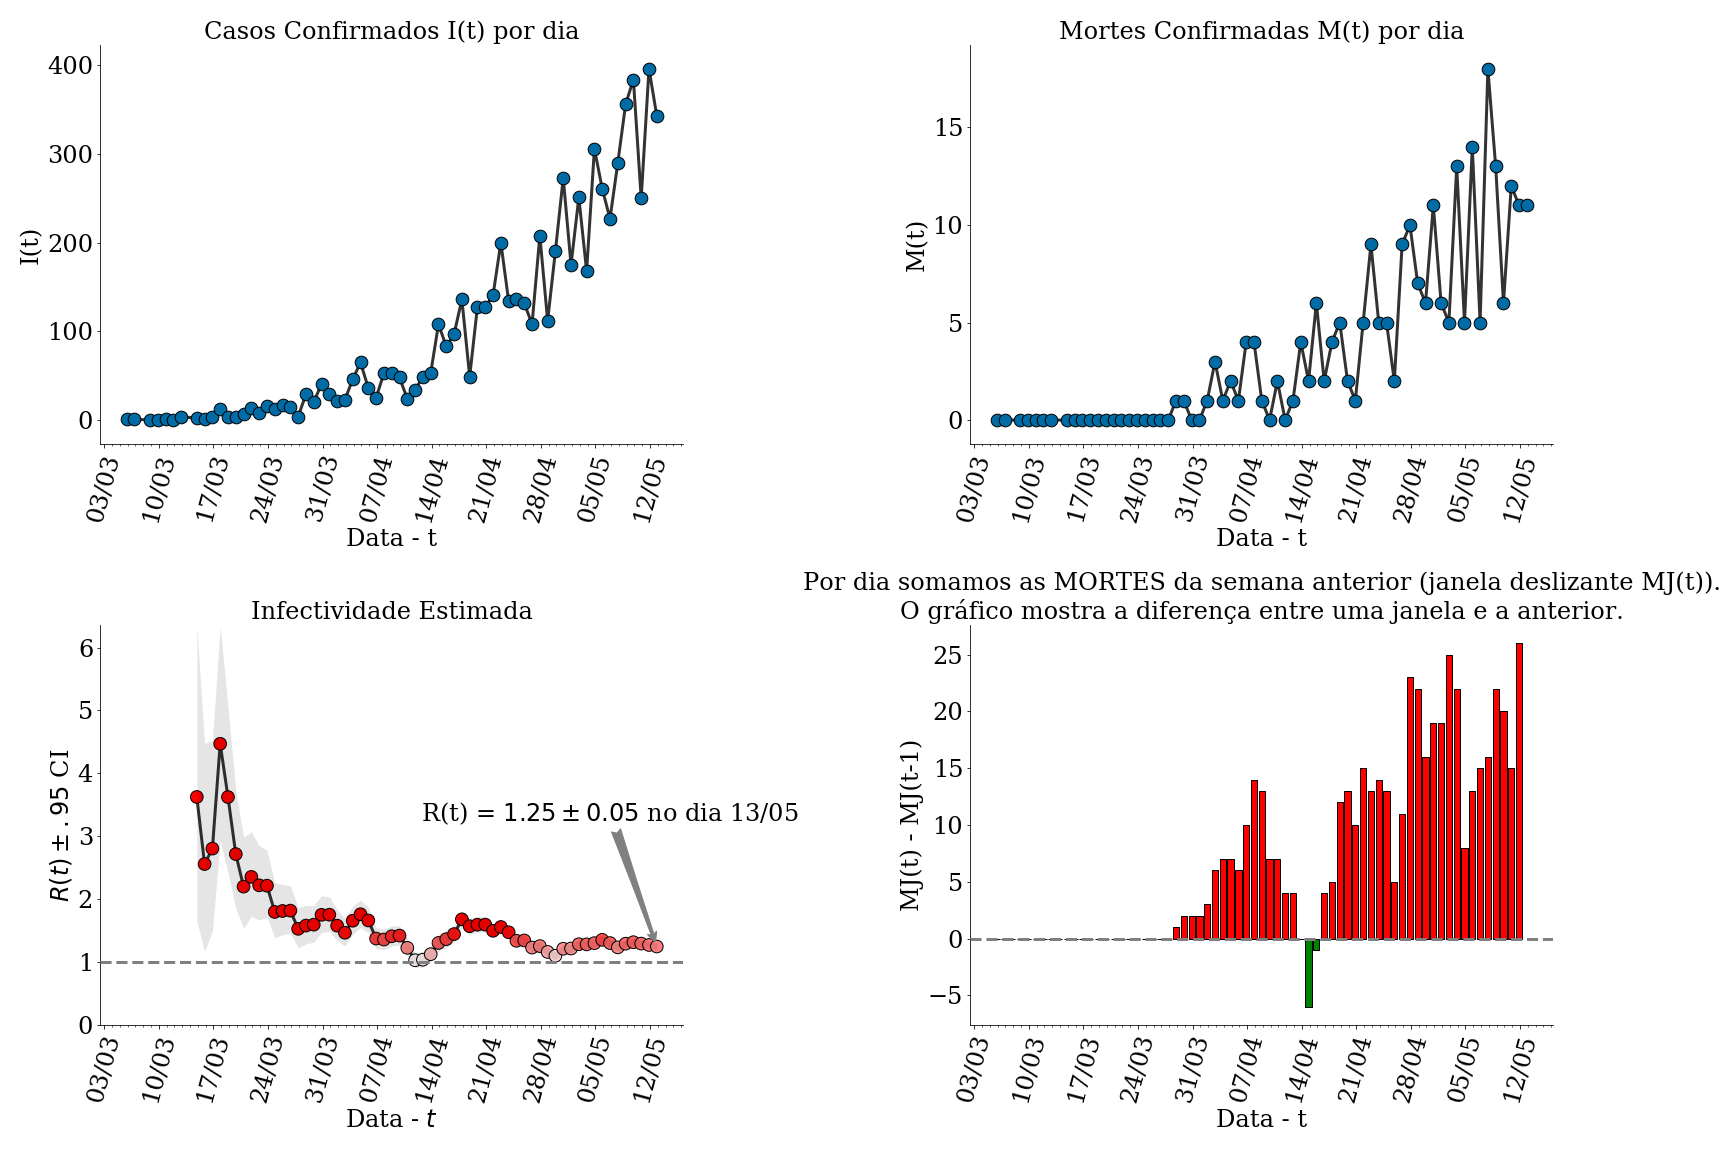 Casos Confirmados I(t) por dia
400
300
200
100
0
I(t)
03/03 10/03 17/03 24/03 31/03 07/04 14/04 21/04 28/04 05/05 12/05
Data - t
Mortes Confirmadas M(t) por dia
15
10
5
0
M(t)
03/03 10/03 17/03 24/03 31/03 07/04 14/04 21/04 28/04 05/05 12/05
Data - t
Infectividade Estimada
6
5
4
3
2
1
0
R(t) ± .95 CI
R(t) = 1.25 ± 0.05 no dia 13/05
03/03 10/03 17/03 24/03 31/03 07/04 14/04 21/04 28/04 05/05 12/05
Data - t
Por dia somamos as MORTES da semana anterior (janela deslizante MJ(t)).
O gráfico mostra a diferença entre uma janela e a anterior.
25
20
15
10
5
0
−5
MJ(t) - MJ(t-1)
03/03 10/03 17/03 24/03 31/03 07/04 14/04 21/04 28/04 05/05 12/05
Data - t